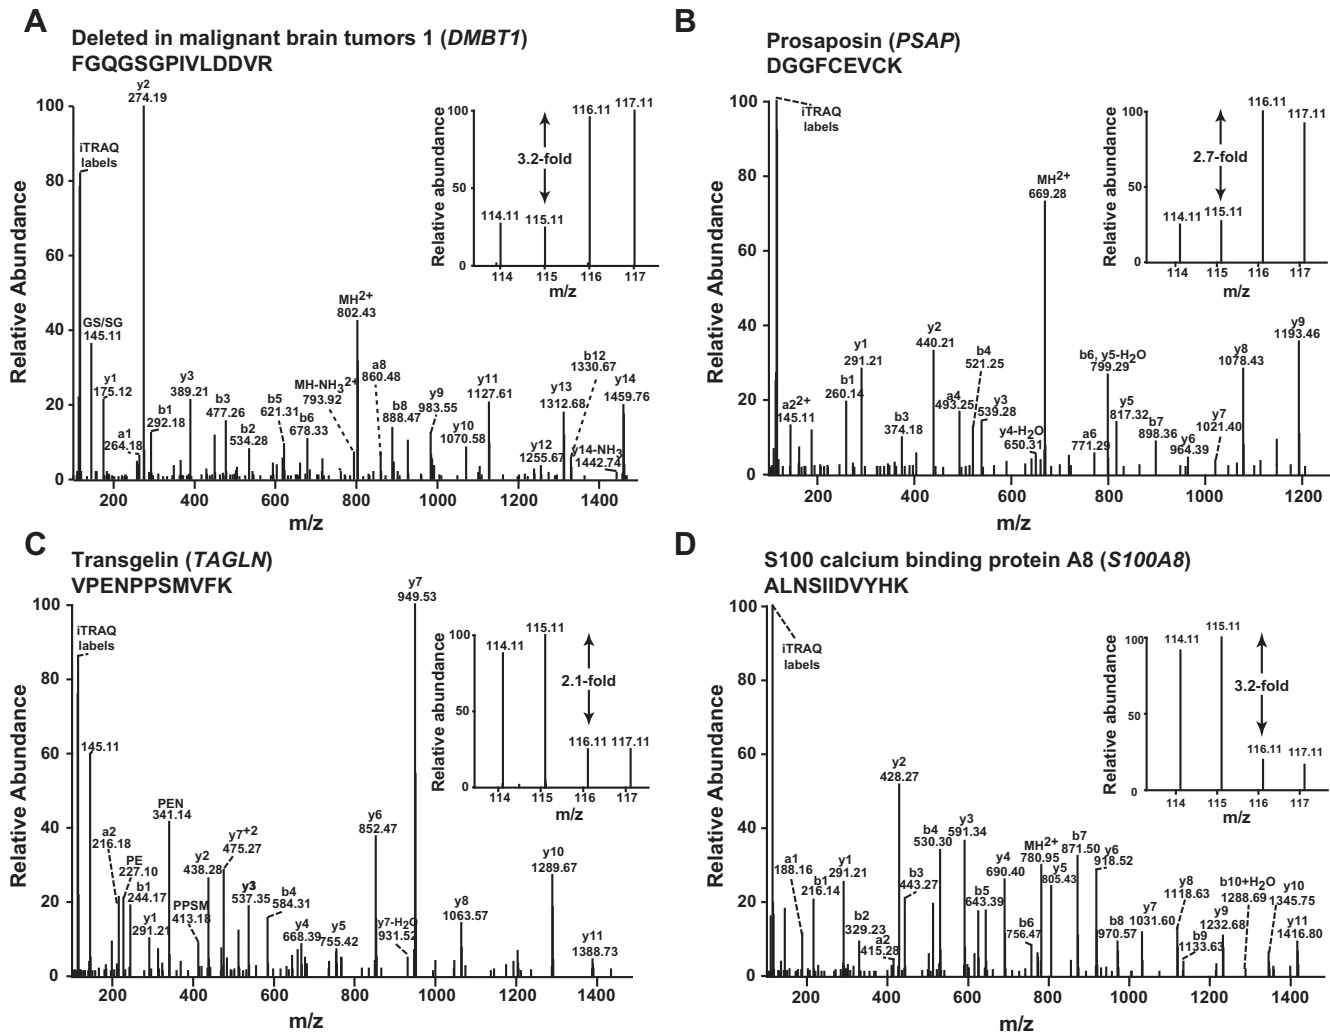 A
Deleted in malignant brain tumors 1 (DMBT1)
FGQGSGPIVLDDVR
Relative Abundance
100
80
60
40
20
0
200
400
600
800
1000
1200
1400
m/z
iTRAQ
labels
y2
274.19
GS/SG
145.11
y1
175.12
a1
264.18
b1
292.18
y3
389.21
b3
477.26
b2
534.28
b5
621.31
b6
678.33
MH-NH3 2+
793.92
MH2+
802.43
a8
860.48
b8
888.47
y9
983.55
y10
1070.58
y11
1127.61
y12
1255.67
y13
1312.68
b12
1330.67
y14-NH3
1442.74
y14
1459.76
Relative abundance
100
50
0
114.11
115.11
116.11
117.11
3.2-fold
114
115
116
117
m/z
B
Prosaposin (PSAP)
DGGFCEVCK
Relative Abundance
100
80
60
40
20
0
200
400
600
800
1000
1200
m/z
iTRAQ
labels
a2 2+
145.11
b1
260.14
y1
291.21
b3
374.18
y2
440.21
a4
493.25
b4
521.25
y3
539.28
y4-H2O
650.31
MH2+
669.28
a6
771.29
b6, y5-H2O
799.29
y5
817.32
b7
898.36
y6
964.39
y7
1021.40
y8
1078.43
y9
1193.46
Relative abundance
100
50
0
114.11
115.11
116.11
117.11
2.7-fold
114
115
116
117
m/z
C
Transgelin (TAGLN)
VPENPPSMVFK
Relative Abundance
100
80
60
40
20
0
200
400
600
800
1000
1200
1400
m/z
iTRAQ
labels
145.11
a2
216.18
PE
227.10
b1
244.17
y1
291.21
PEN
341.14
PPSM
413.18
y2
438.28
y7+2
475.27
y3
537.35
b4
584.31
y4
668.39
y5
755.42
y6
852.47
y7-H2O
931.52
y7
949.53
y8
1063.57
y10
1289.67
y11
1388.73
Relative abundance
100
50
0
114.11
115.11
116.11
117.11
2.1-fold
114
115
116
117
m/z
D
S100 calcium binding protein A8 (S100A8)
ALNSIIDVYHK
Relative Abundance
100
80
60
40
20
0
200
400
600
800
1000
1200
1400
m/z
iTRAQ
labels
a1
188.16
b1
216.14
y1
291.21
b2
329.23
a2
415.28
y2
428.27
b3
443.27
b4
530.30
y3
591.34
b5
643.39
y4
690.40
b6
756.47
MH2+
780.95
y5
805.43
b7
871.50
y6
918.52
b8
970.57
y7
1031.60
y8
1118.63
b9
1133.63
y9
1232.68
b10+H2O
1288.69
y10
1345.75
y11
1416.80
Relative abundance
100
50
0
114.11
115.11
116.11
117.11
3.2-fold
114
115
116
117
m/z